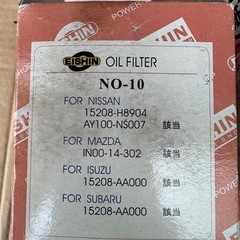 EISHIN OIL FILTER
NO-10
FOR NISSAN
15208-H8904
AY100-NS007 該当
FOR MAZDA
IN00-14-302 該当
FOR ISUZU
15208-AA000 該当
FOR SUBARU
15208-AA000 該当